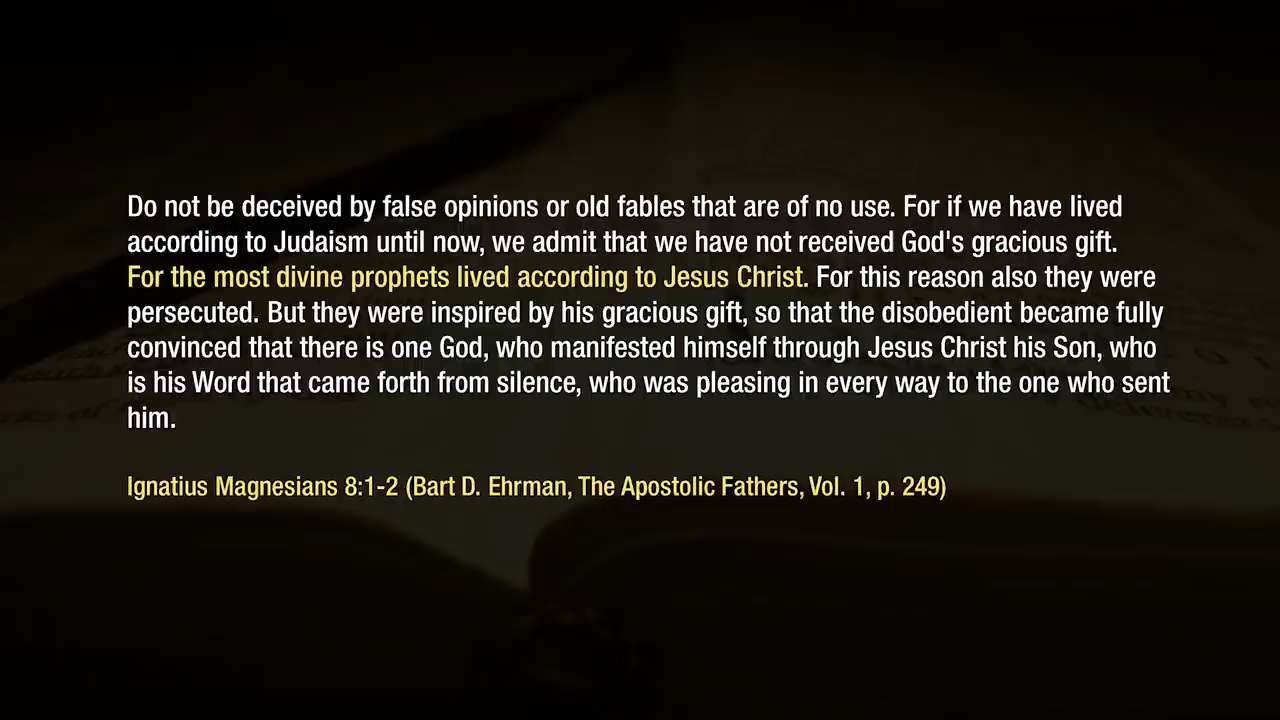 Do not be deceived by false opinions or old fables that are of no use. For if we have lived
according to Judaism until now, we admit that we have not received God's gracious gift.
For the most divine prophets lived according to Jesus Christ. For this reason also they were
persecuted. But they were inspired by his gracious gift, so that the disobedient became fully
convinced that there is one God, who manifested himself through Jesus Christ his Son, who
is his Word that came forth from silence, who was pleasing in every way to the one who sent
him.
Ignatius Magnesians 8:1-2 (Bart D. Ehrman, The Apostolic Fathers, Vol. 1, p. 249)